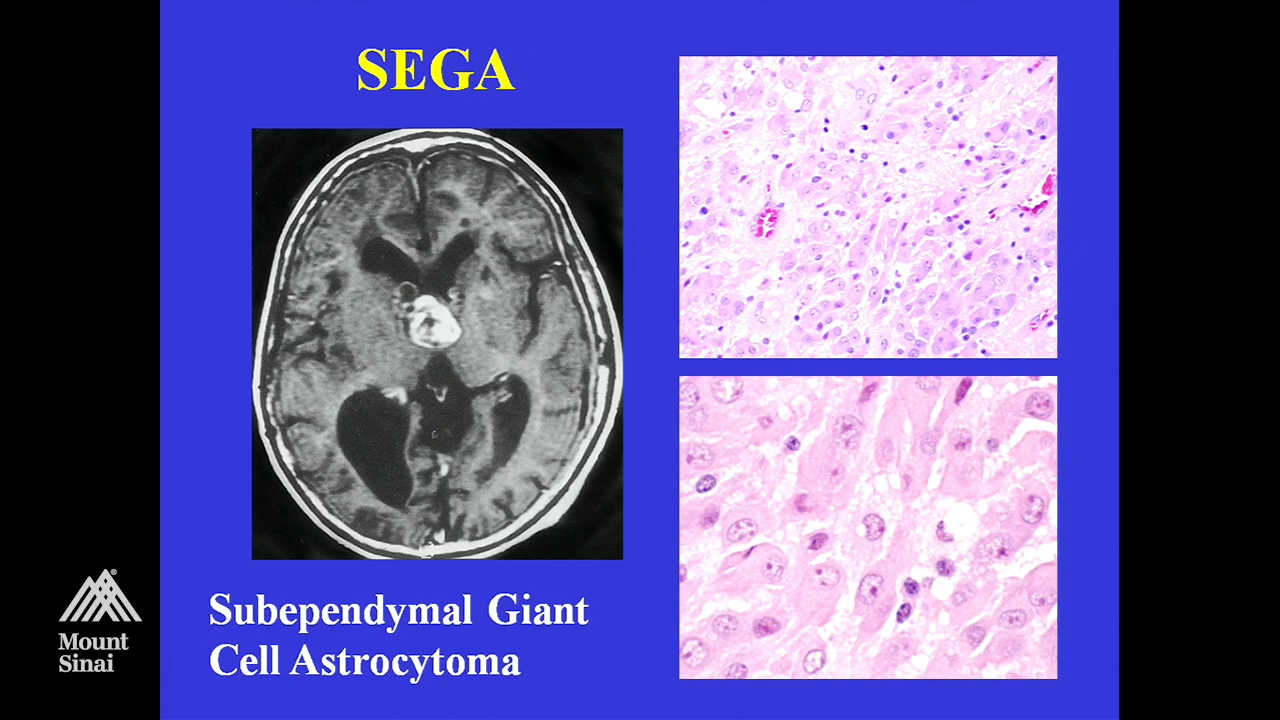 SEGA
Subependymal Giant
Cell Astrocytoma
Mount
Sinai